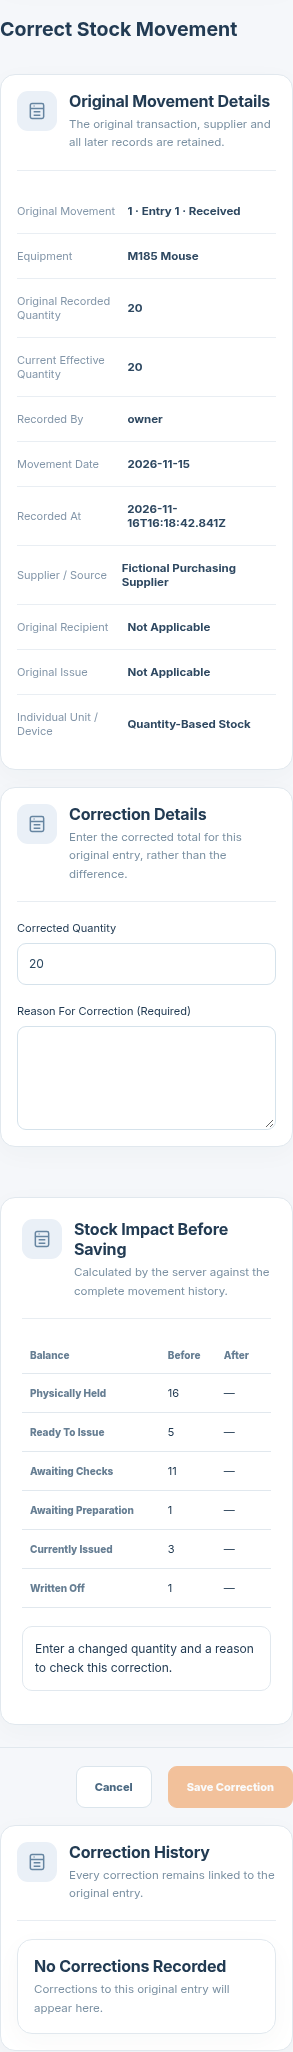 Correct Stock Movement
Original Movement Details
The original transaction, supplier and
all later records are retained.
Original Movement 1 · Entry 1 · Received
Equipment M185 Mouse
Original Recorded
Quantity 20
Current Effective
Quantity 20
Recorded By owner
Movement Date 2026-11-15
Recorded At 2026-11-
16T16:18:42.841Z
Supplier / Source Fictional Purchasing
Supplier
Original Recipient Not Applicable
Original Issue Not Applicable
Individual Unit /
Device Quantity-Based Stock
Correction Details
Enter the corrected total for this
original entry, rather than the
difference.
Corrected Quantity
20
Reason For Correction (Required)
Stock Impact Before
Saving
Calculated by the server against the
complete movement history.
Balance Before After
Physically Held 16 —
Ready To Issue 5 —
Awaiting Checks 11 —
Awaiting Preparation 1 —
Currently Issued 3 —
Written Off 1 —
Enter a changed quantity and a reason
to check this correction.
Cancel Save Correction
Correction History
Every correction remains linked to the
original entry.
No Corrections Recorded
Corrections to this original entry will
appear here.